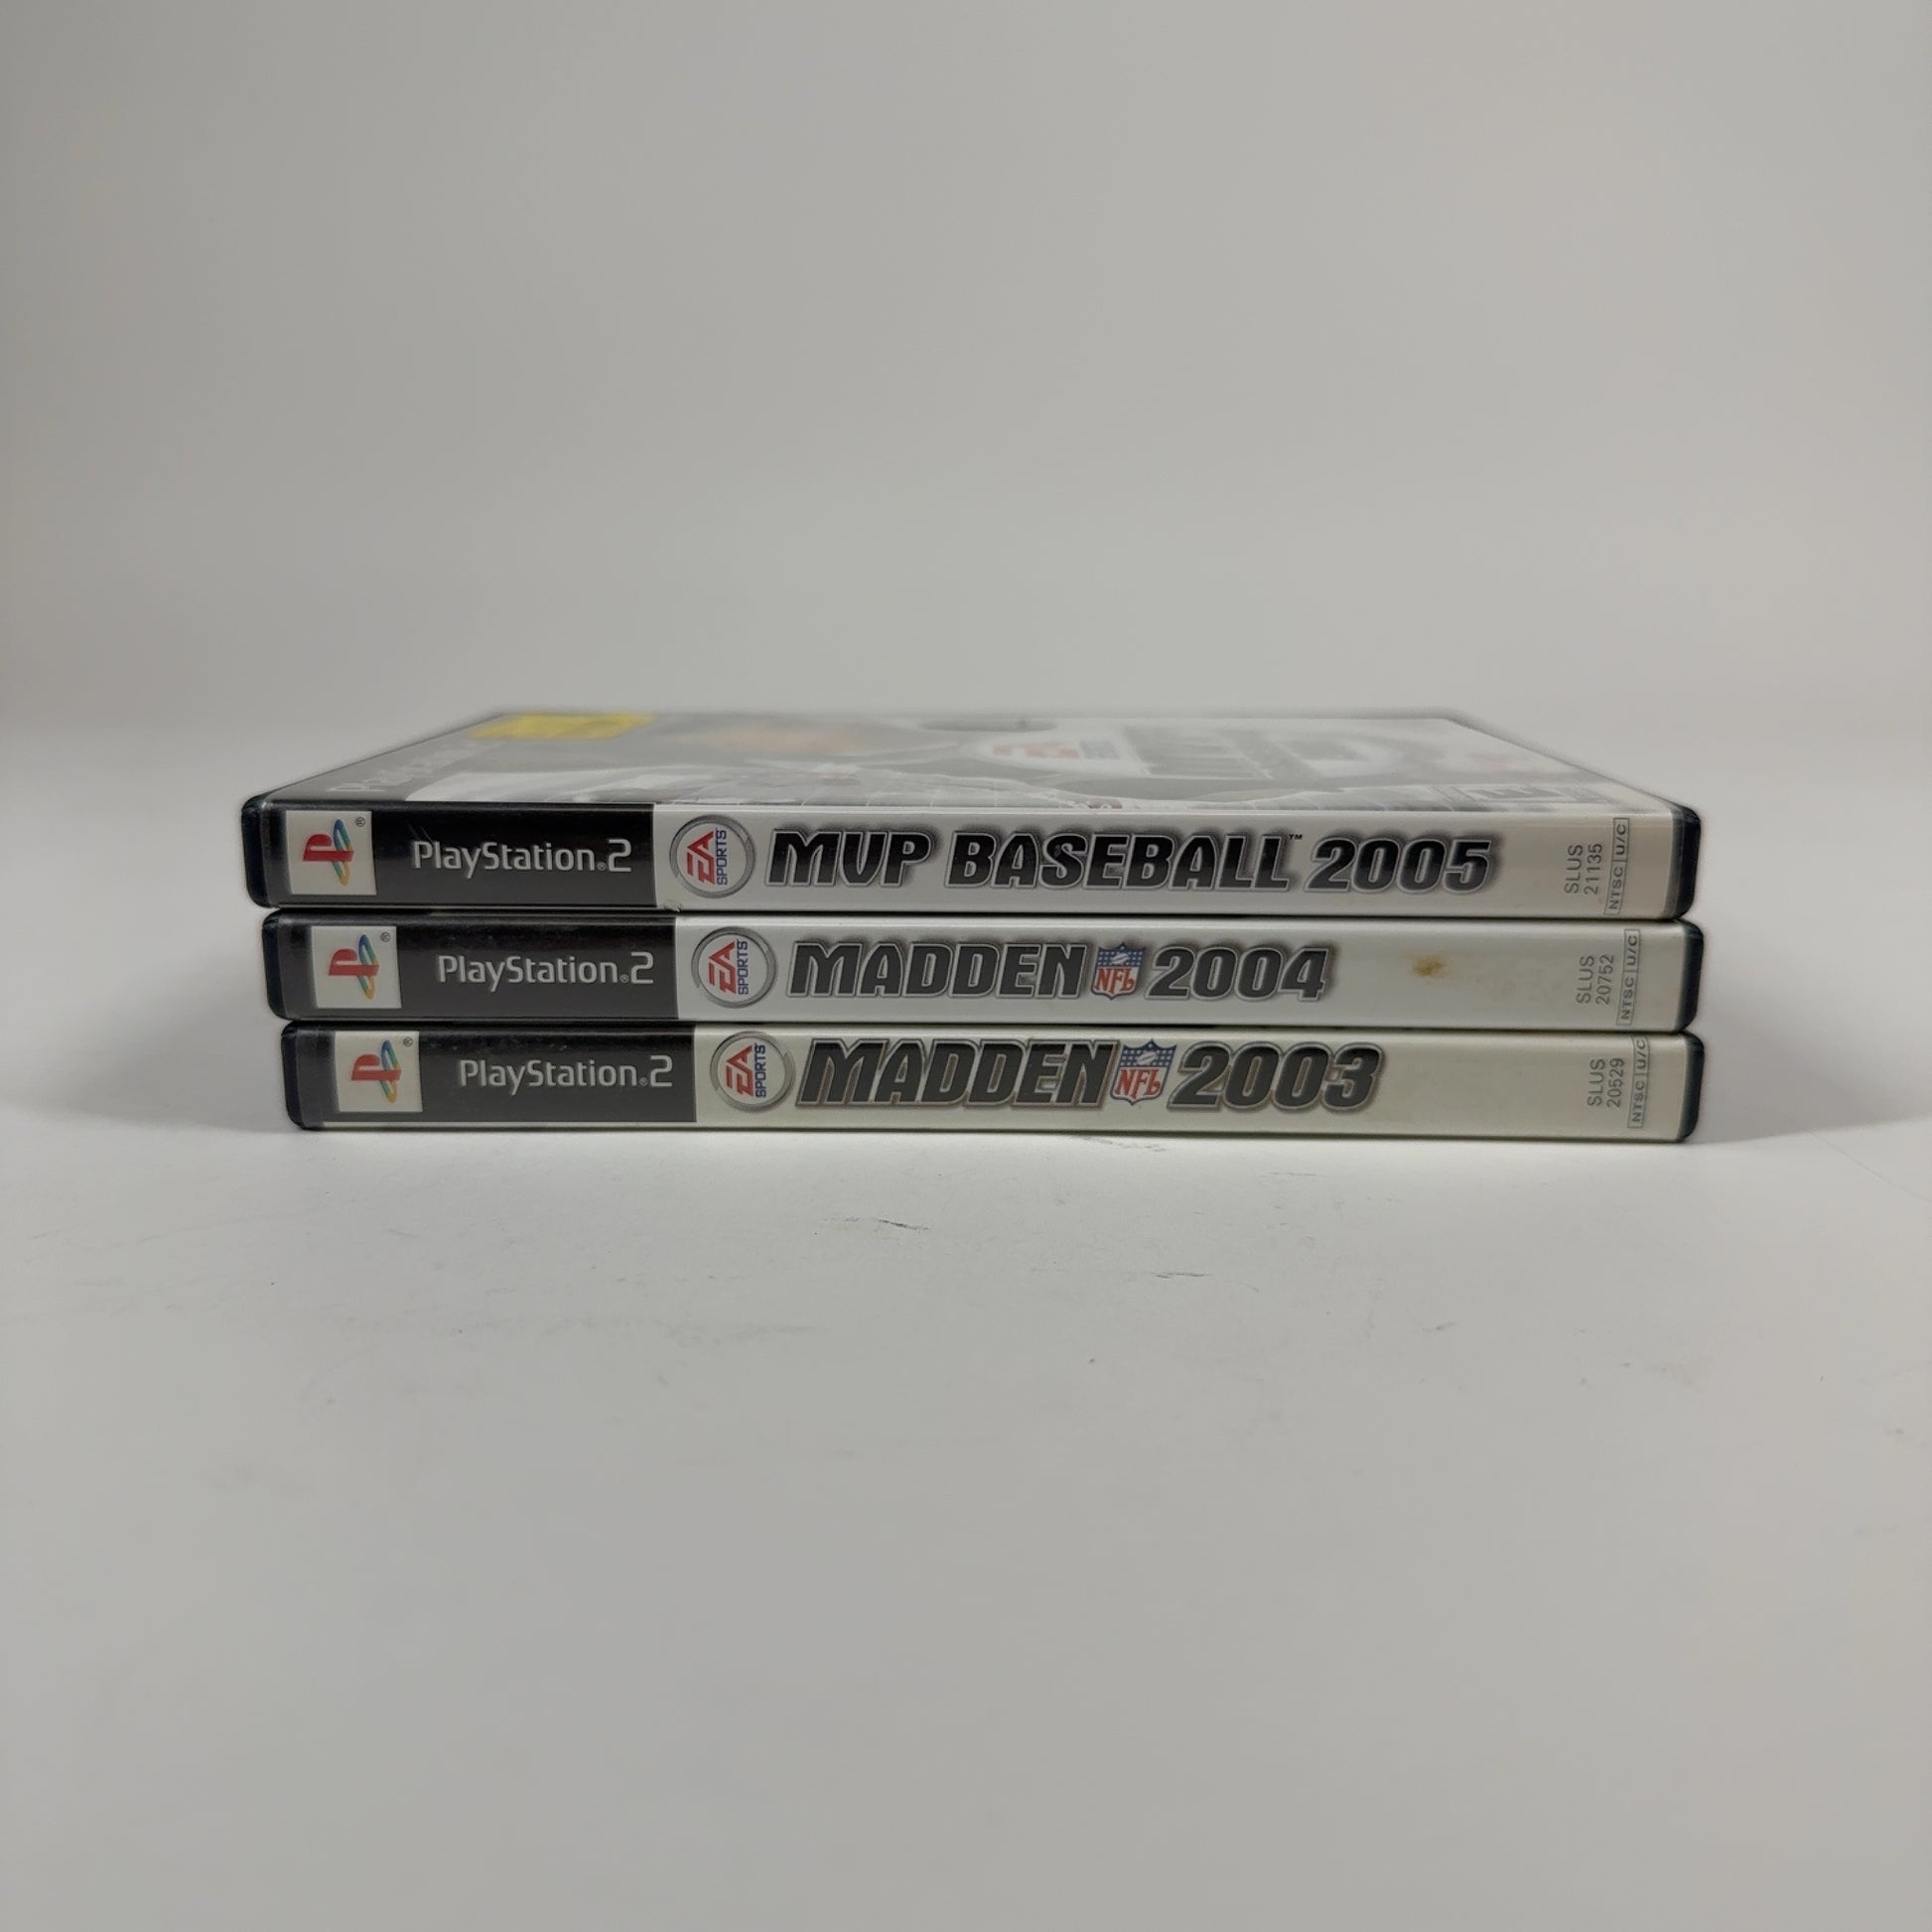 PlayStation®2 EA SPORTS MVP BASEBALL™ 2005 SLUS 21135 NTSC U/C
PlayStation®2 EA SPORTS MADDEN NFL 2004 SLUS 20752 NTSC U/C
PlayStation®2 EA SPORTS MADDEN NFL 2003 SLUS 20529 NTSC U/C